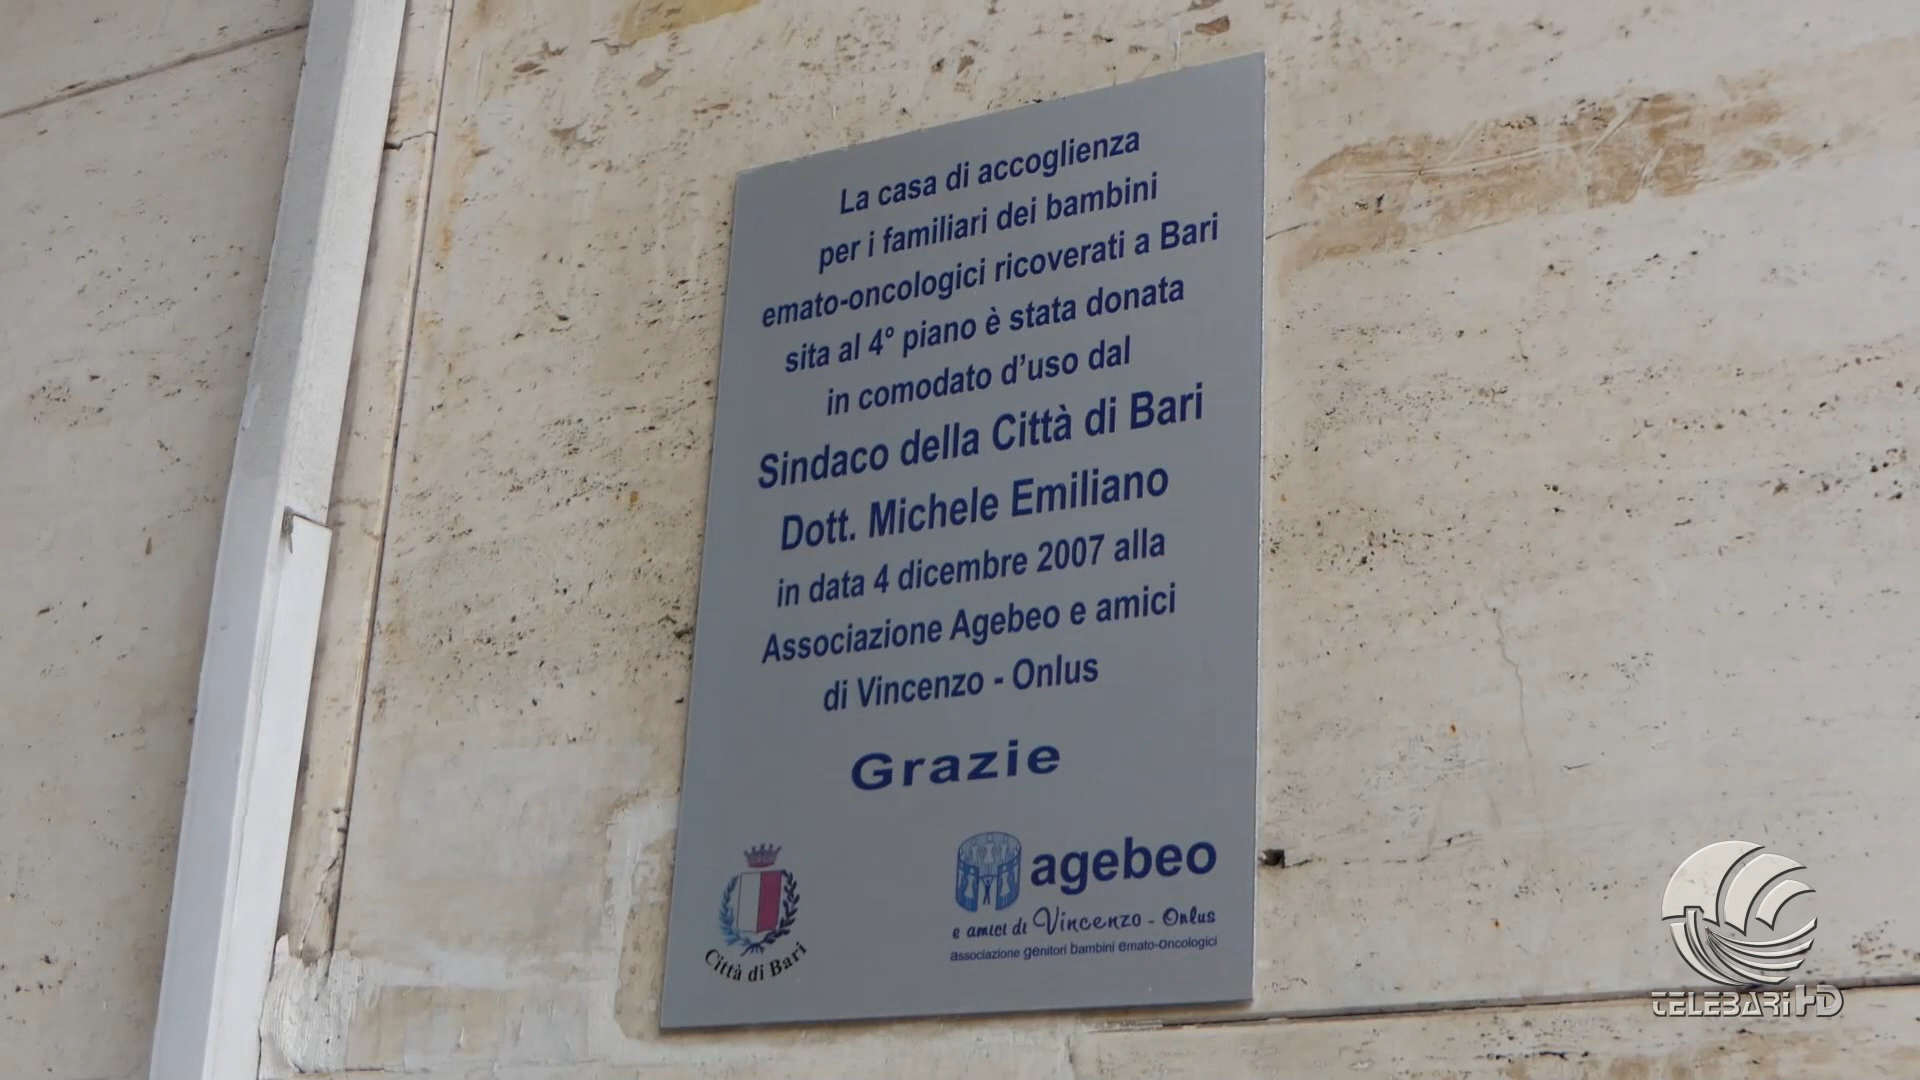 La casa di accoglienza
per i familiari dei bambini
emato-oncologici ricoverati a Bari
sita al 4° piano è stata donata
in comodato d'uso dal
Sindaco della Città di Bari
Dott. Michele Emiliano
in data 4 dicembre 2007 alla
Associazione Agebeo e amici
di Vincenzo - Onlus
Grazie
Città di Bari
agebeo
e amici di Vincenzo - Onlus
associazione genitori bambini emato-oncologici
TELEBARI HD